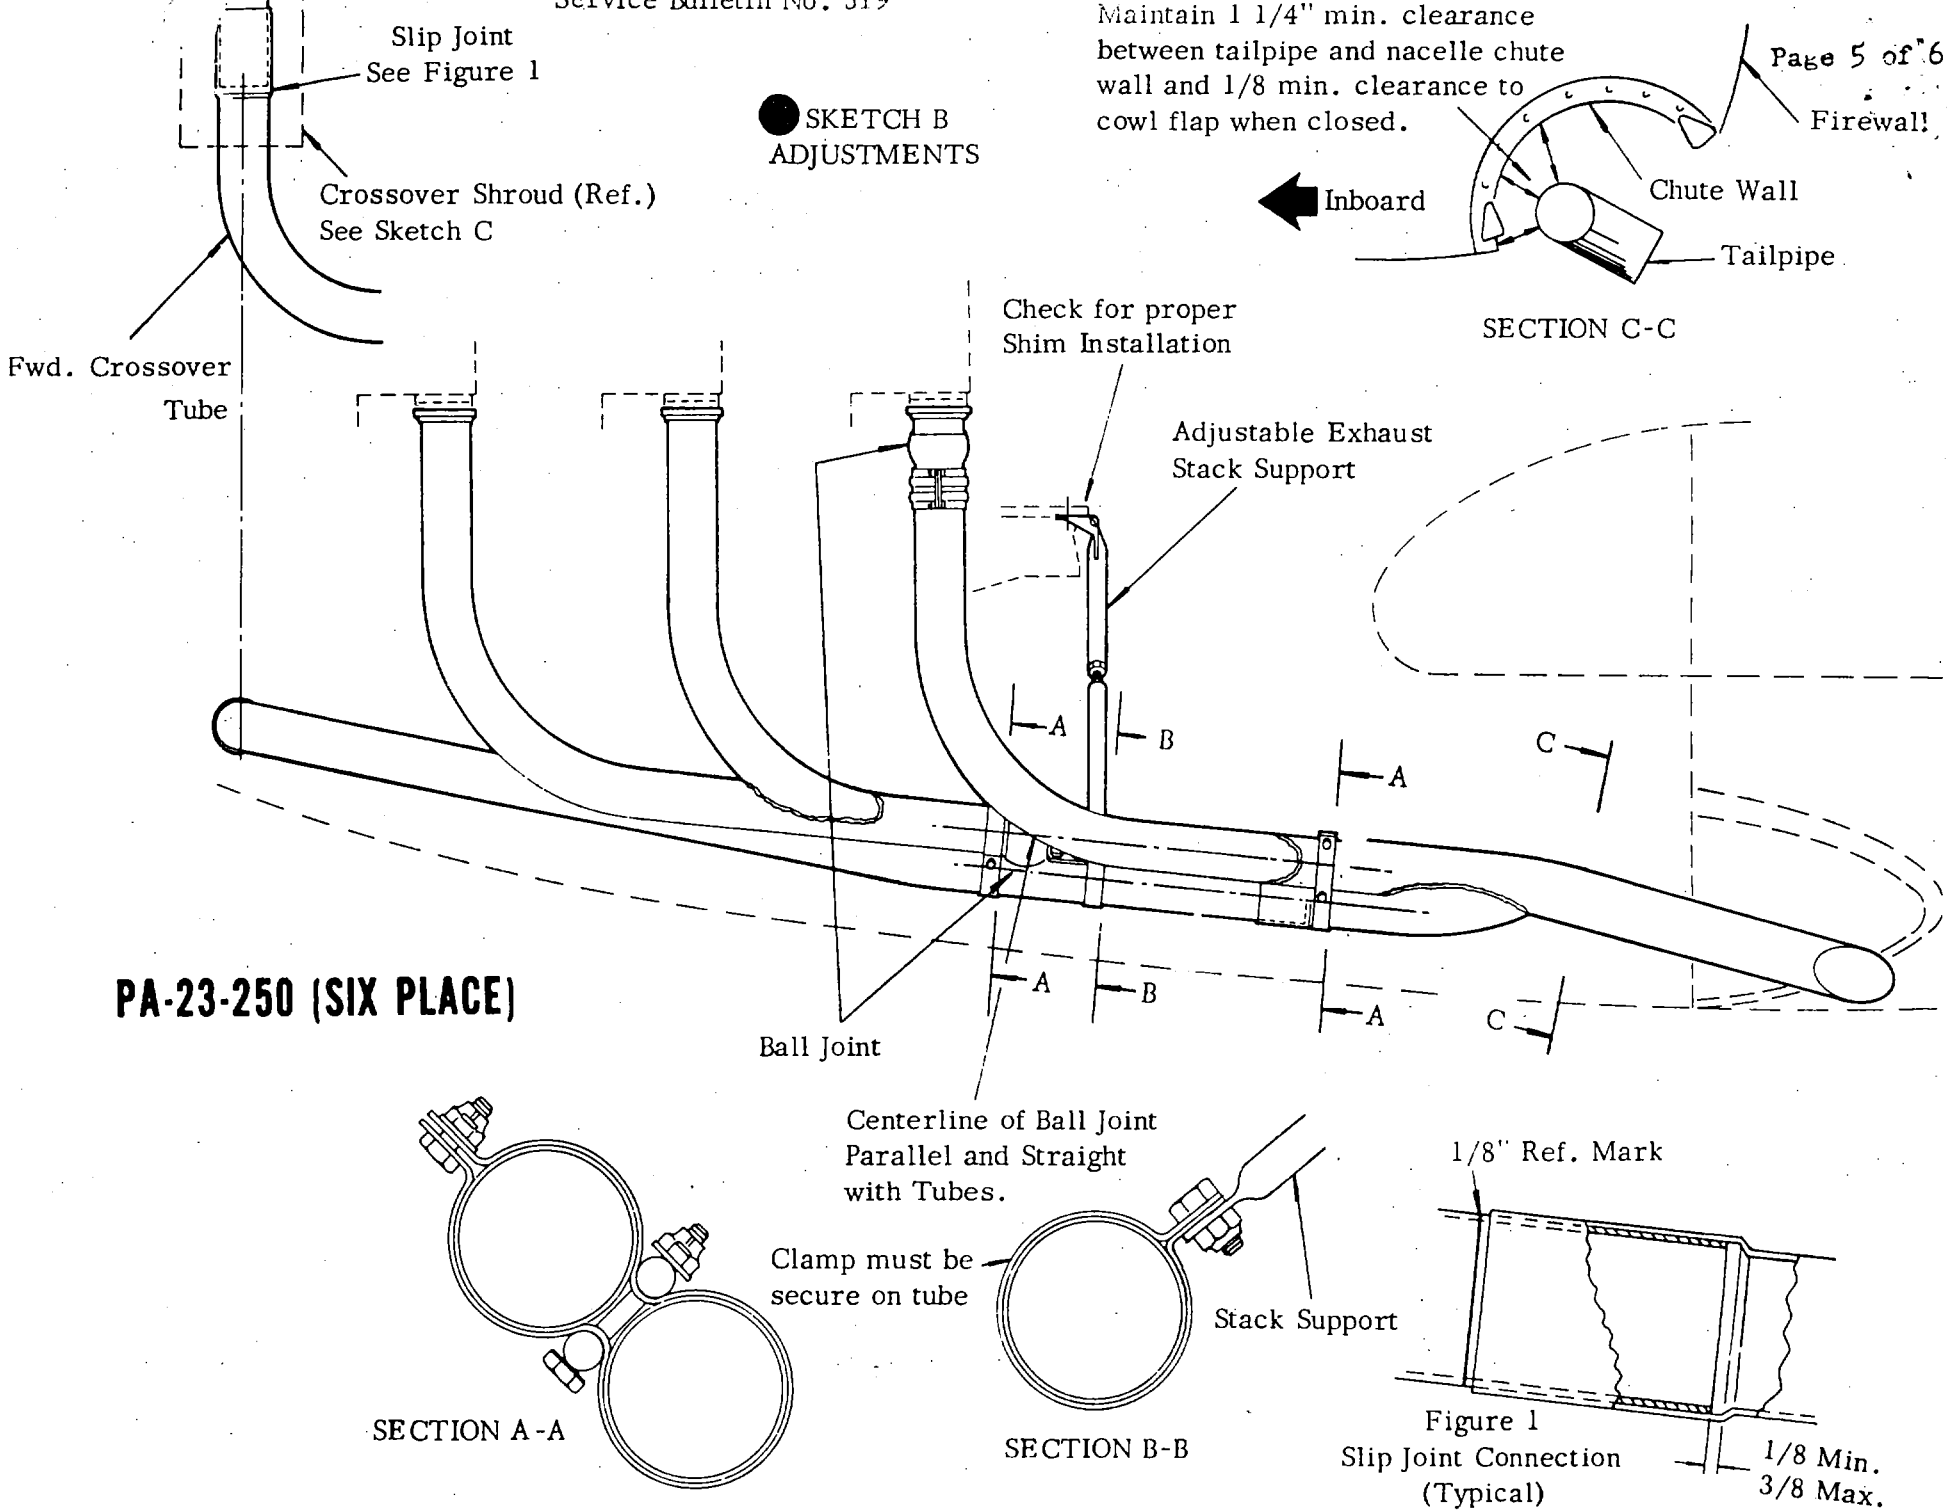 Service Bulletin No. 319
Slip Joint
See Figure 1
SKETCH B
ADJUSTMENTS
Maintain 1 1/4" min. clearance
between tailpipe and nacelle chute
wall and 1/8 min. clearance to
cowl flap when closed.
Page 5 of 6
Firewall
Crossover Shroud (Ref.)
See Sketch C
Inboard
Chute Wall
Tailpipe
SECTION C-C
Fwd. Crossover
Tube
Check for proper
Shim Installation
Adjustable Exhaust
Stack Support
A
B
A
C
A
B
A
C
PA-23-250 (SIX PLACE)
Ball Joint
Centerline of Ball Joint
Parallel and Straight
with Tubes.
1/8" Ref. Mark
Clamp must be
secure on tube
Stack Support
SECTION A-A
SECTION B-B
Figure 1
Slip Joint Connection
(Typical)
1/8 Min.
3/8 Max.